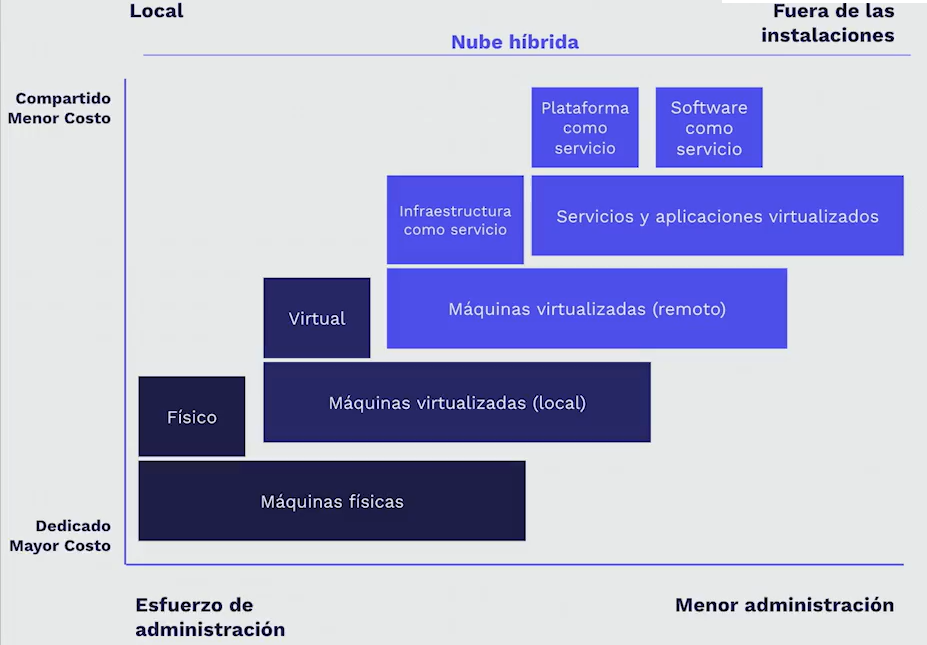 Local
Fuera de las
instalaciones
Nube híbrida
Compartido
Menor Costo
Plataforma
como
servicio
Software
como
servicio
Infraestructura
como servicio
Servicios y aplicaciones virtualizados
Virtual
Máquinas virtualizadas (remoto)
Físico
Máquinas virtualizadas (local)
Máquinas físicas
Dedicado
Mayor Costo
Esfuerzo de
administración
Menor administración